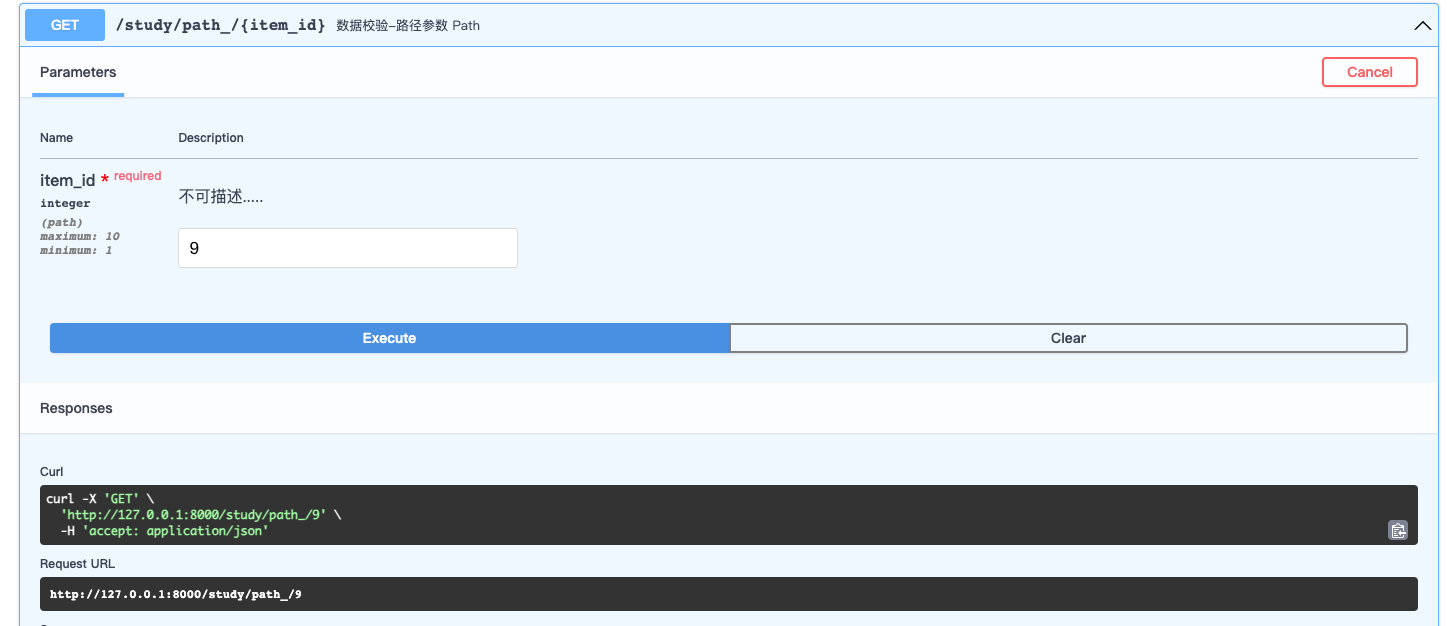 GET /study/path_/{item_id} 数据校验-路径参数 Path
Parameters
Cancel
Name Description
item_id * required
integer
(path)
maximum: 10
minimum: 1
不可描述.....
9
Execute Clear
Responses
Curl
curl -X 'GET' \
'http://127.0.0.1:8000/study/path_/9' \
-H 'accept: application/json'
Request URL
http://127.0.0.1:8000/study/path_/9